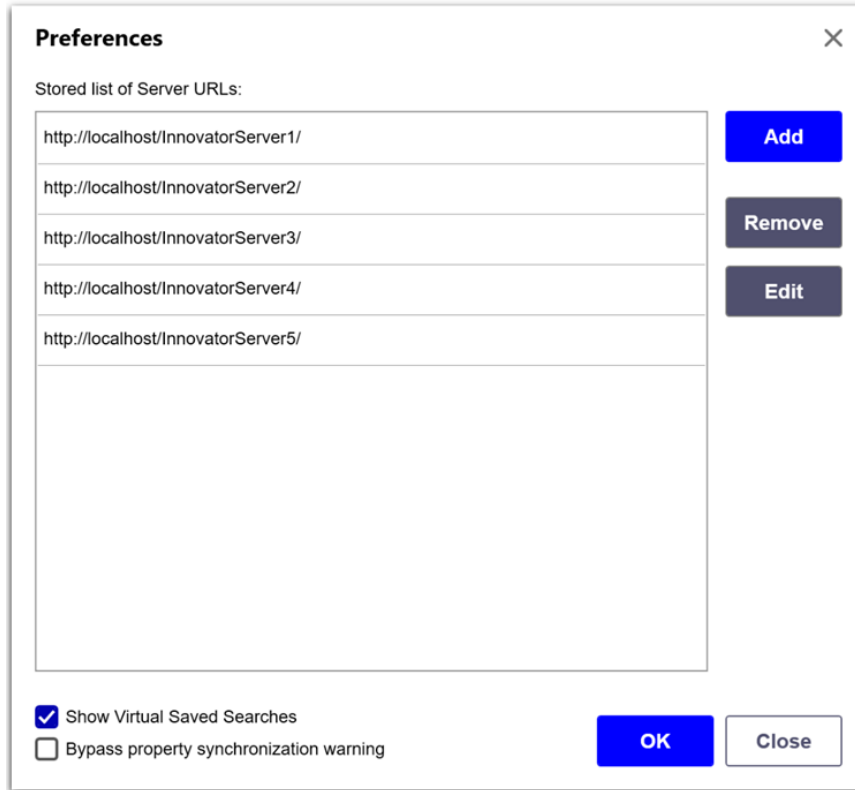 Preferences
Stored list of Server URLs:
http://localhost/InnovatorServer1/
Add
http://localhost/InnovatorServer2/
Remove
http://localhost/InnovatorServer3/
http://localhost/InnovatorServer4/
Edit
http://localhost/InnovatorServer5/
Show Virtual Saved Searches
Bypass property synchronization warning
OK
Close